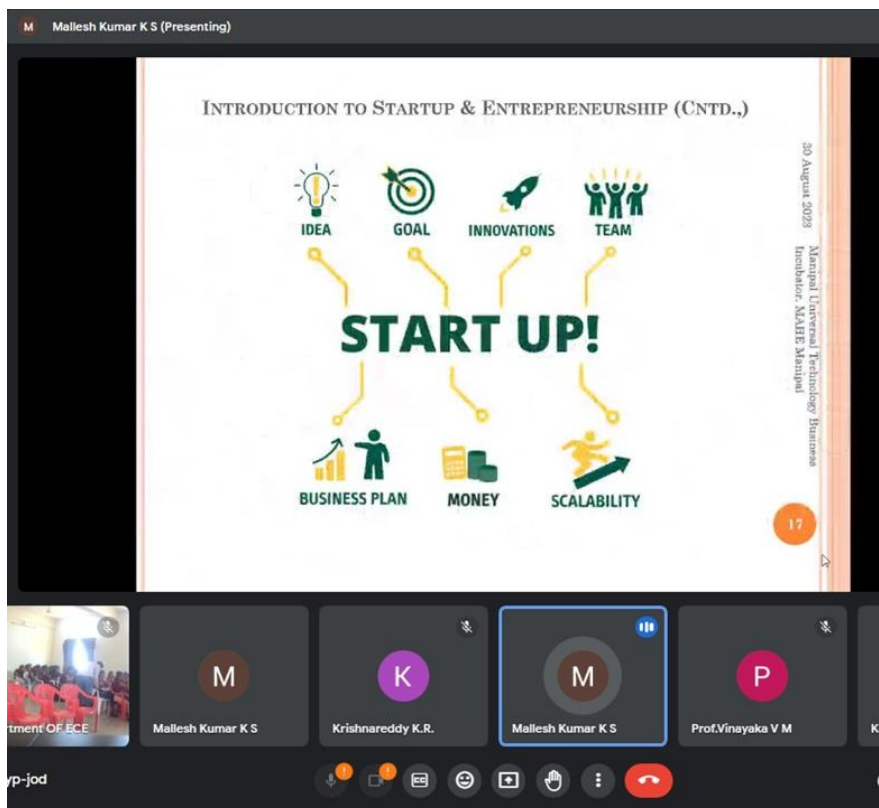 M Mallesh Kumar K S (Presenting)
INTRODUCTION TO STARTUP & ENTREPRENEURSHIP (CNTD.,)
IDEA
GOAL
INNOVATIONS
TEAM
START UP!
BUSINESS PLAN
MONEY
SCALABILITY
30 August 2023
Manipal Universal Technology Business
Incubator, MAHE Manipal
17
tment OF ECE
M
Mallesh Kumar K S
K
Krishnareddy K.R.
M
Mallesh Kumar K S
P
Prof.Vinayaka V M
K
yp-jod
CC